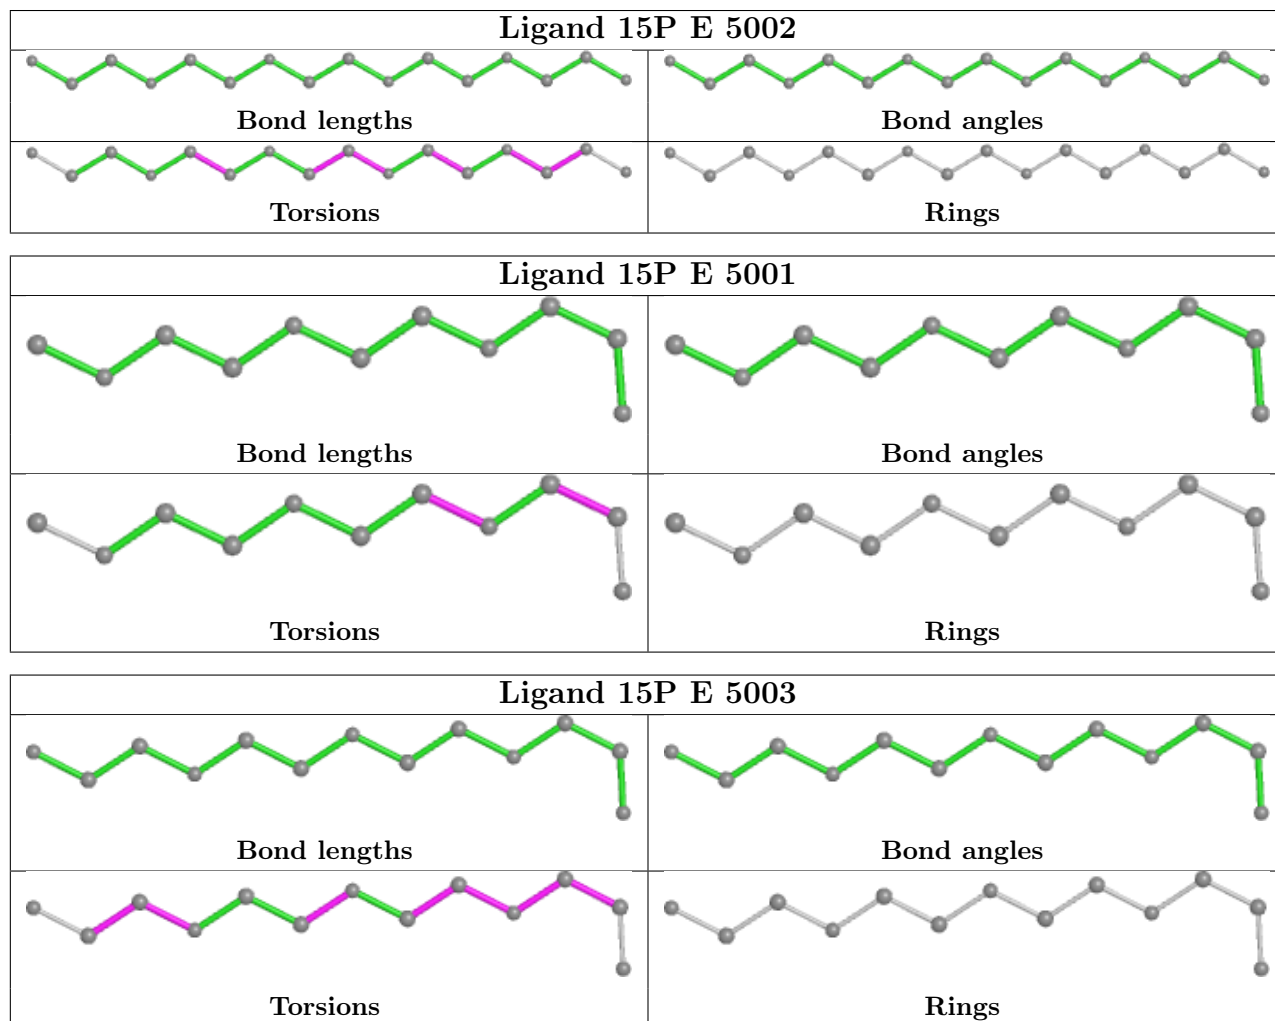 Ligand 15P E 5002
Bond lengths
Bond angles
Torsions
Rings
Ligand 15P E 5001
Bond lengths
Bond angles
Torsions
Rings
Ligand 15P E 5003
Bond lengths
Bond angles
Torsions
Rings